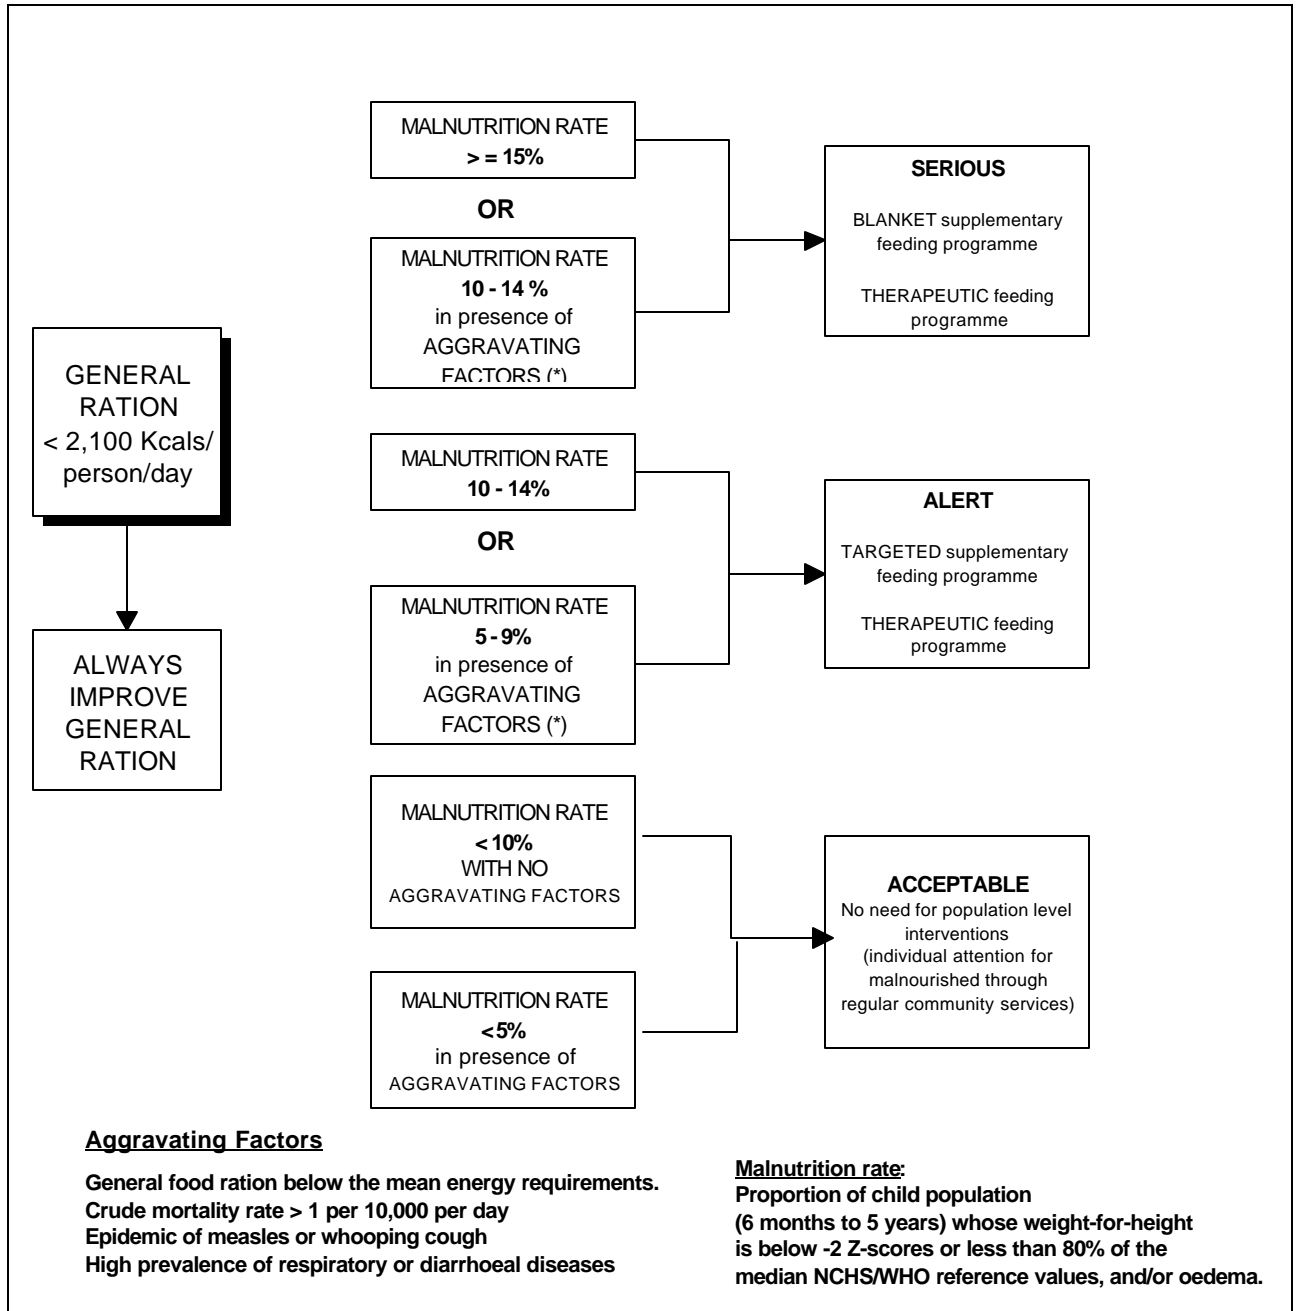 MALNUTRITION RATE
> = 15%
OR
MALNUTRITION RATE
10 - 14 %
in presence of
AGGRAVATING
FACTORS (*)
SERIOUS
BLANKET supplementary
feeding programme
THERAPEUTIC feeding
programme
GENERAL
RATION
< 2,100 Kcals/
person/day
ALWAYS
IMPROVE
GENERAL
RATION
MALNUTRITION RATE
10 - 14%
OR
MALNUTRITION RATE
5 - 9%
in presence of
AGGRAVATING
FACTORS (*)
ALERT
TARGETED supplementary
feeding programme
THERAPEUTIC feeding
programme
MALNUTRITION RATE
< 10%
WITH NO
AGGRAVATING FACTORS
MALNUTRITION RATE
< 5%
in presence of
AGGRAVATING FACTORS
ACCEPTABLE
No need for population level
interventions
(individual attention for
malnourished through
regular community services)
Aggravating Factors
General food ration below the mean energy requirements.
Crude mortality rate > 1 per 10,000 per day
Epidemic of measles or whooping cough
High prevalence of respiratory or diarrhoeal diseases
Malnutrition rate:
Proportion of child population
(6 months to 5 years) whose weight-for-height
is below -2 Z-scores or less than 80% of the
median NCHS/WHO reference values, and/or oedema.